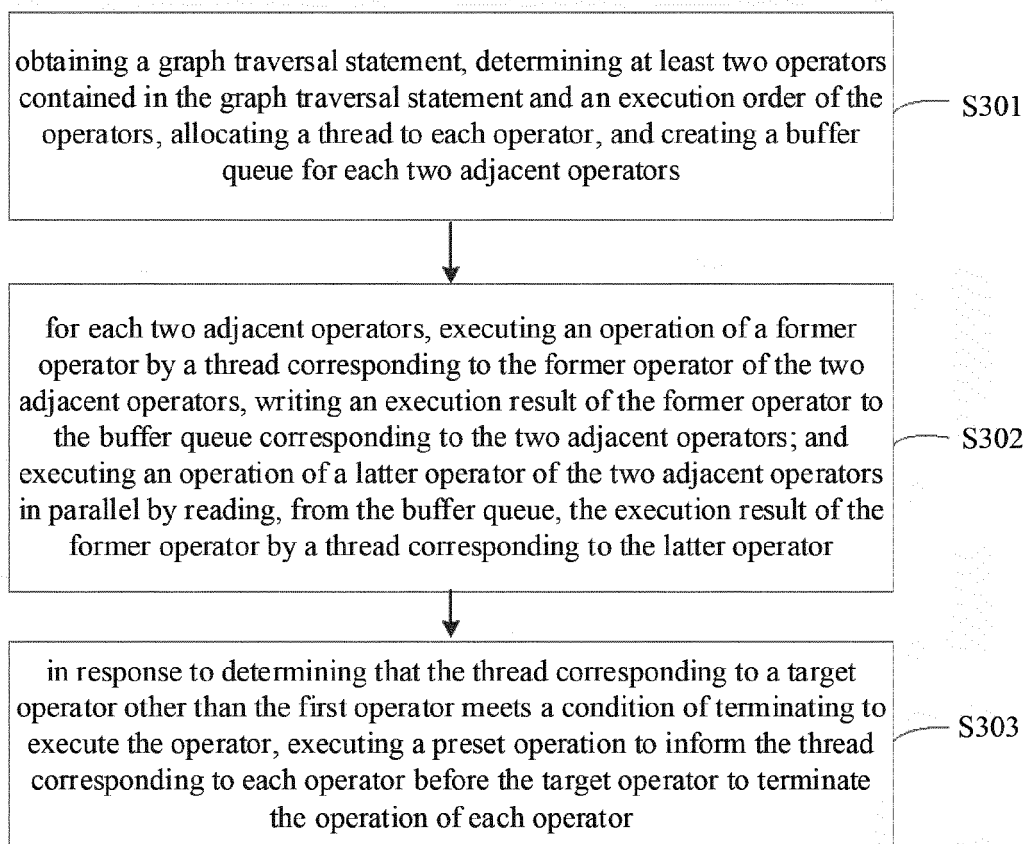 obtaining a graph traversal statement, determining at least two operators
contained in the graph traversal statement and an execution order of the
operators, allocating a thread to each operator, and creating a buffer
queue for each two adjacent operators
S301
for each two adjacent operators, executing an operation of a former
operator by a thread corresponding to the former operator of the two
adjacent operators, writing an execution result of the former operator to
the buffer queue corresponding to the two adjacent operators; and
executing an operation of a latter operator of the two adjacent operators
in parallel by reading, from the buffer queue, the execution result of the
former operator by a thread corresponding to the latter operator
S302
in response to determining that the thread corresponding to a target
operator other than the first operator meets a condition of terminating to
execute the operator, executing a preset operation to inform the thread
corresponding to each operator before the target operator to terminate
the operation of each operator
S303